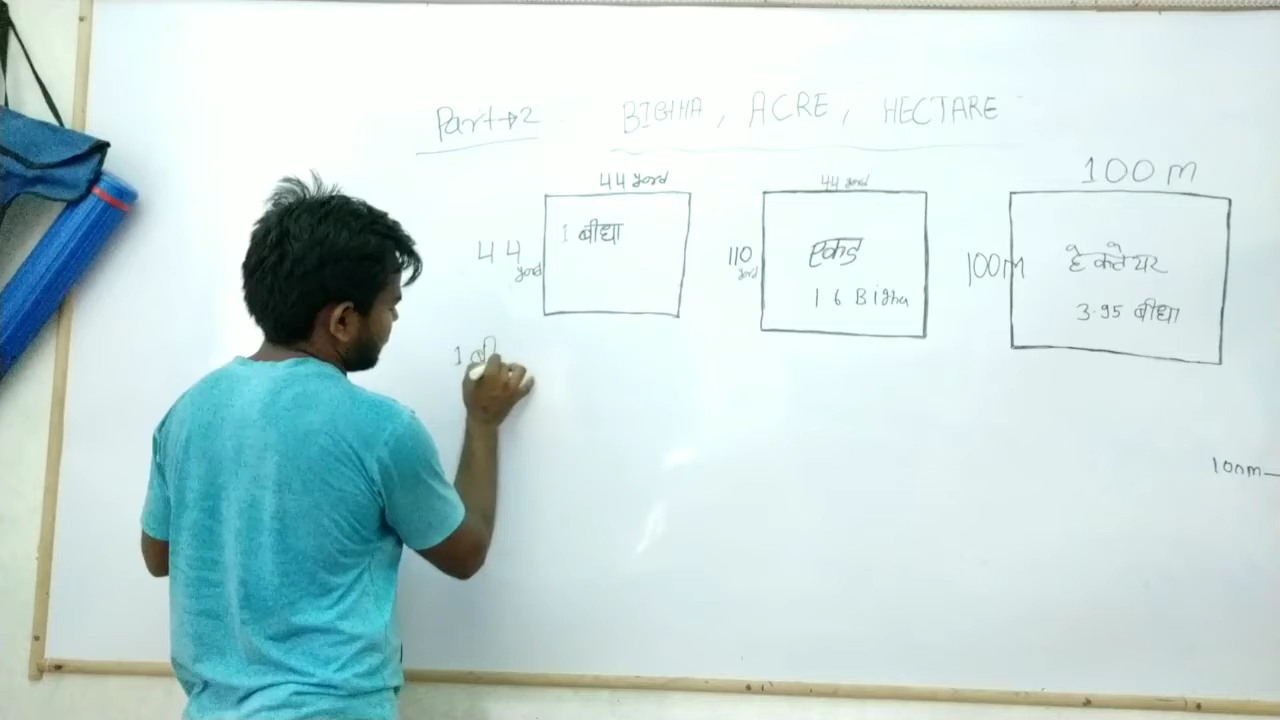 Part→2 BIGHA, ACRE, HECTARE
44 yard
44 yard
1 बीघा
44 yard
110 yard
एकड
1 6 Bigha
100 m
100m
हेक्टेयर
3.95 बीघा
1 बी
100m